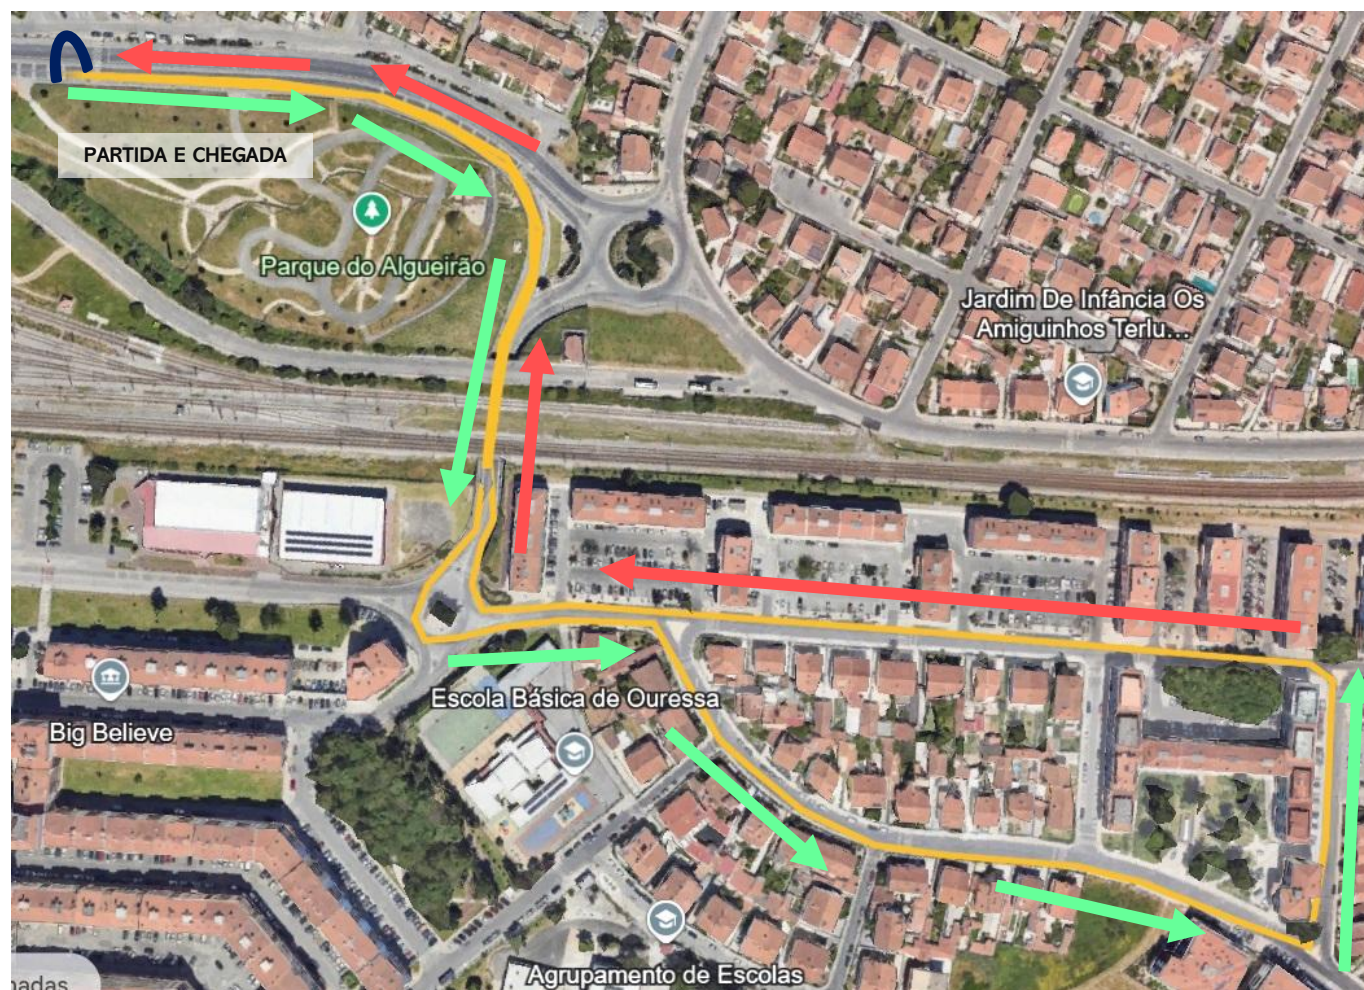 PARTIDA E CHEGADA
Parque do Algueirão
Jardim De Infância Os
Amiguinhos Terlu...
Escola Básica de Ouressa
Big Believe
Agrupamento de Escolas